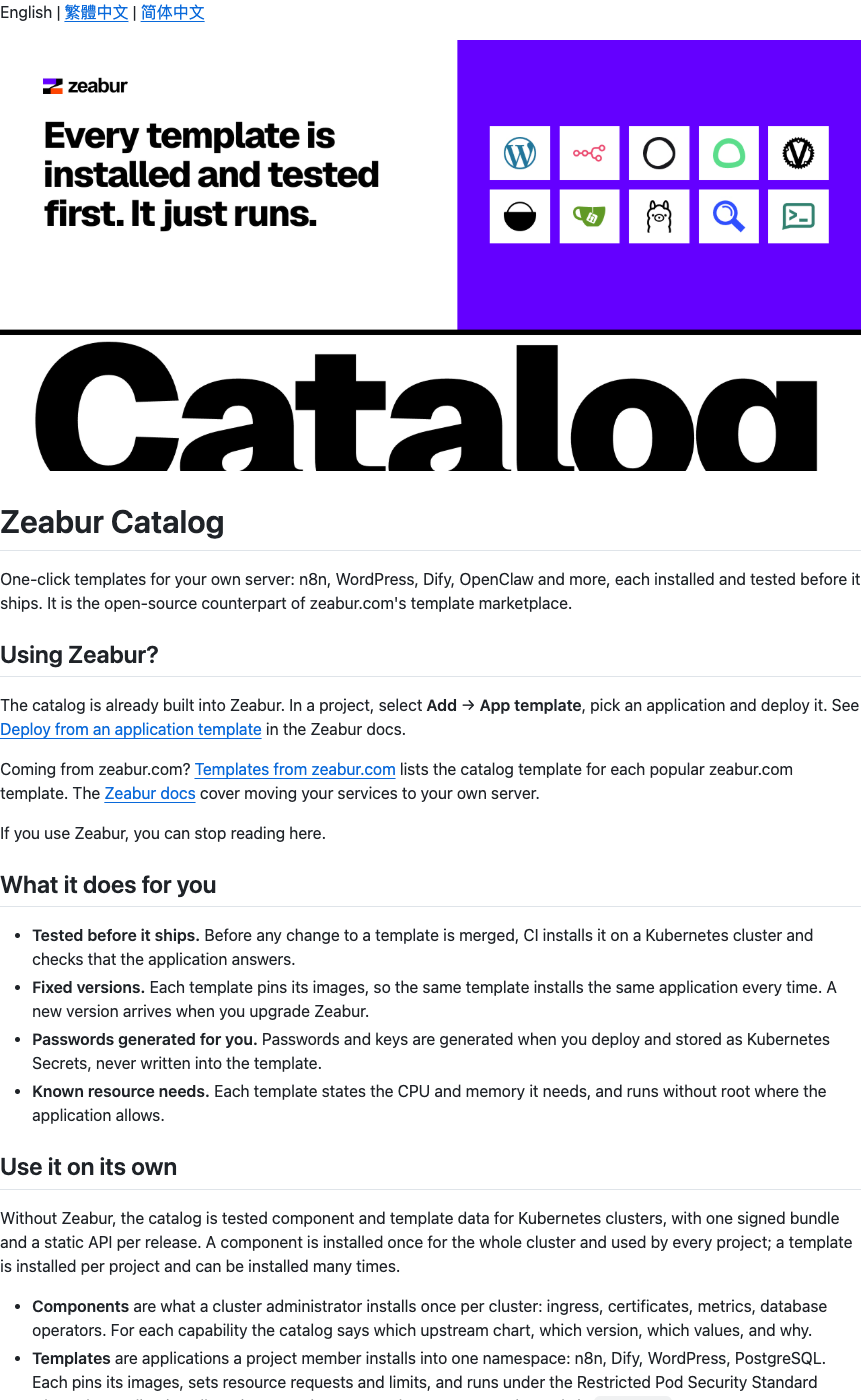 English | 繁體中文 | 简体中文
zeabur
Every template is
installed and tested
first. It just runs.
Catalog
Zeabur Catalog
One-click templates for your own server: n8n, WordPress, Dify, OpenClaw and more, each installed and tested before it
ships. It is the open-source counterpart of zeabur.com's template marketplace.
Using Zeabur?
The catalog is already built into Zeabur. In a project, select Add → App template, pick an application and deploy it. See
Deploy from an application template in the Zeabur docs.
Coming from zeabur.com? Templates from zeabur.com lists the catalog template for each popular zeabur.com
template. The Zeabur docs cover moving your services to your own server.
If you use Zeabur, you can stop reading here.
What it does for you
• Tested before it ships. Before any change to a template is merged, CI installs it on a Kubernetes cluster and
checks that the application answers.
• Fixed versions. Each template pins its images, so the same template installs the same application every time. A
new version arrives when you upgrade Zeabur.
• Passwords generated for you. Passwords and keys are generated when you deploy and stored as Kubernetes
Secrets, never written into the template.
• Known resource needs. Each template states the CPU and memory it needs, and runs without root where the
application allows.
Use it on its own
Without Zeabur, the catalog is tested component and template data for Kubernetes clusters, with one signed bundle
and a static API per release. A component is installed once for the whole cluster and used by every project; a template
is installed per project and can be installed many times.
• Components are what a cluster administrator installs once per cluster: ingress, certificates, metrics, database
operators. For each capability the catalog says which upstream chart, which version, which values, and why.
• Templates are applications a project member installs into one namespace: n8n, Dify, WordPress, PostgreSQL.
Each pins its images, sets resource requests and limits, and runs under the Restricted Pod Security Standard